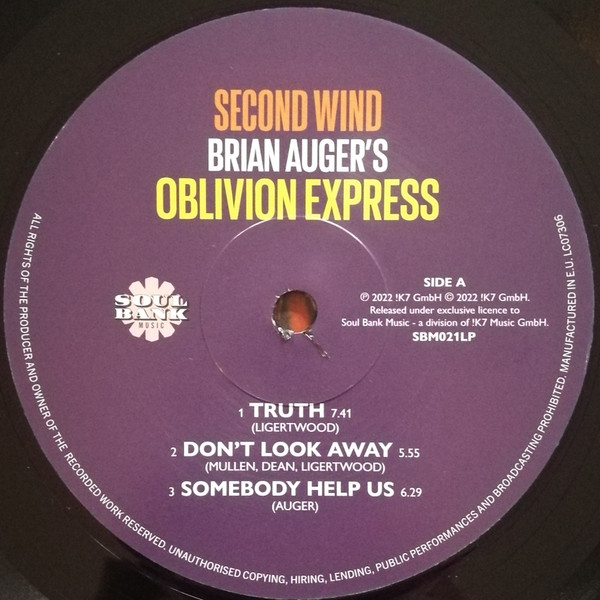 SECOND WIND
BRIAN AUGER'S
OBLIVION EXPRESS
SOUL
BANK
MUSIC
SIDE A
℗ 2022 !K7 GmbH © 2022 !K7 GmbH.
Released under exclusive licence to
Soul Bank Music - a division of !K7 Music GmbH.
SBM021LP
1 TRUTH 7.41
(LIGERTWOOD)
2 DON'T LOOK AWAY 5.55
(MULLEN, DEAN, LIGERTWOOD)
3 SOMEBODY HELP US 6.29
(AUGER)
ALL RIGHTS OF THE PRODUCER AND OWNER OF THE RECORDED WORK RESERVED. UNAUTHORISED COPYING, HIRING, LENDING, PUBLIC PERFORMANCES AND BROADCASTING PROHIBITED. MANUFACTURED IN E.U. LC07306